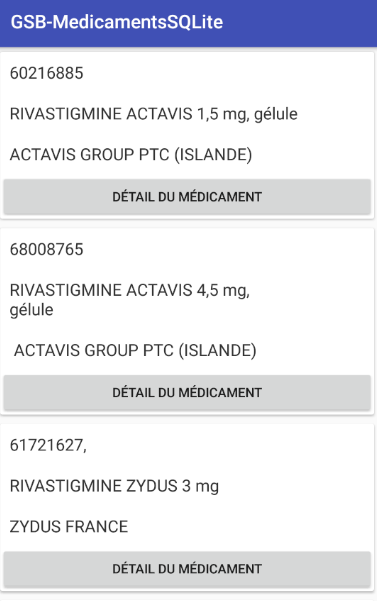 GSB-MedicamentsSQLite
60216885
RIVASTIGMINE ACTAVIS 1,5 mg, gélule
ACTAVIS GROUP PTC (ISLANDE)
DÉTAIL DU MÉDICAMENT
68008765
RIVASTIGMINE ACTAVIS 4,5 mg,
gélule
ACTAVIS GROUP PTC (ISLANDE)
DÉTAIL DU MÉDICAMENT
61721627,
RIVASTIGMINE ZYDUS 3 mg
ZYDUS FRANCE
DÉTAIL DU MÉDICAMENT